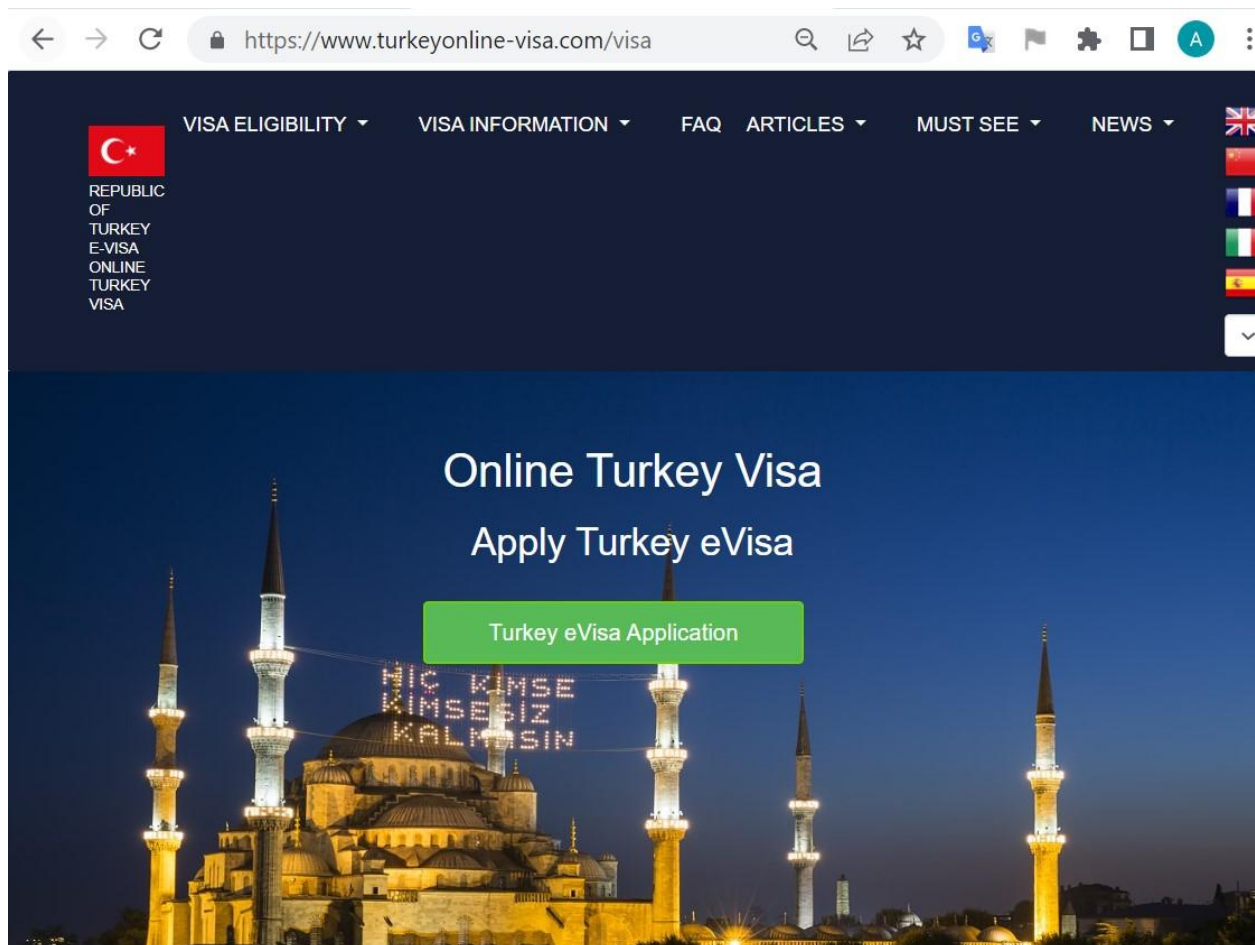 https://www.turkeyonline-visa.com/visa
A
VISA ELIGIBILITY
VISA INFORMATION
FAQ
ARTICLES
MUST SEE
NEWS
REPUBLIC
OF
TURKEY
E-VISA
ONLINE
TURKEY
VISA
Online Turkey Visa
Apply Turkey eVisa
Turkey eVisa Application
HİÇ KİMSE
KİMSESİZ
KALMASIN